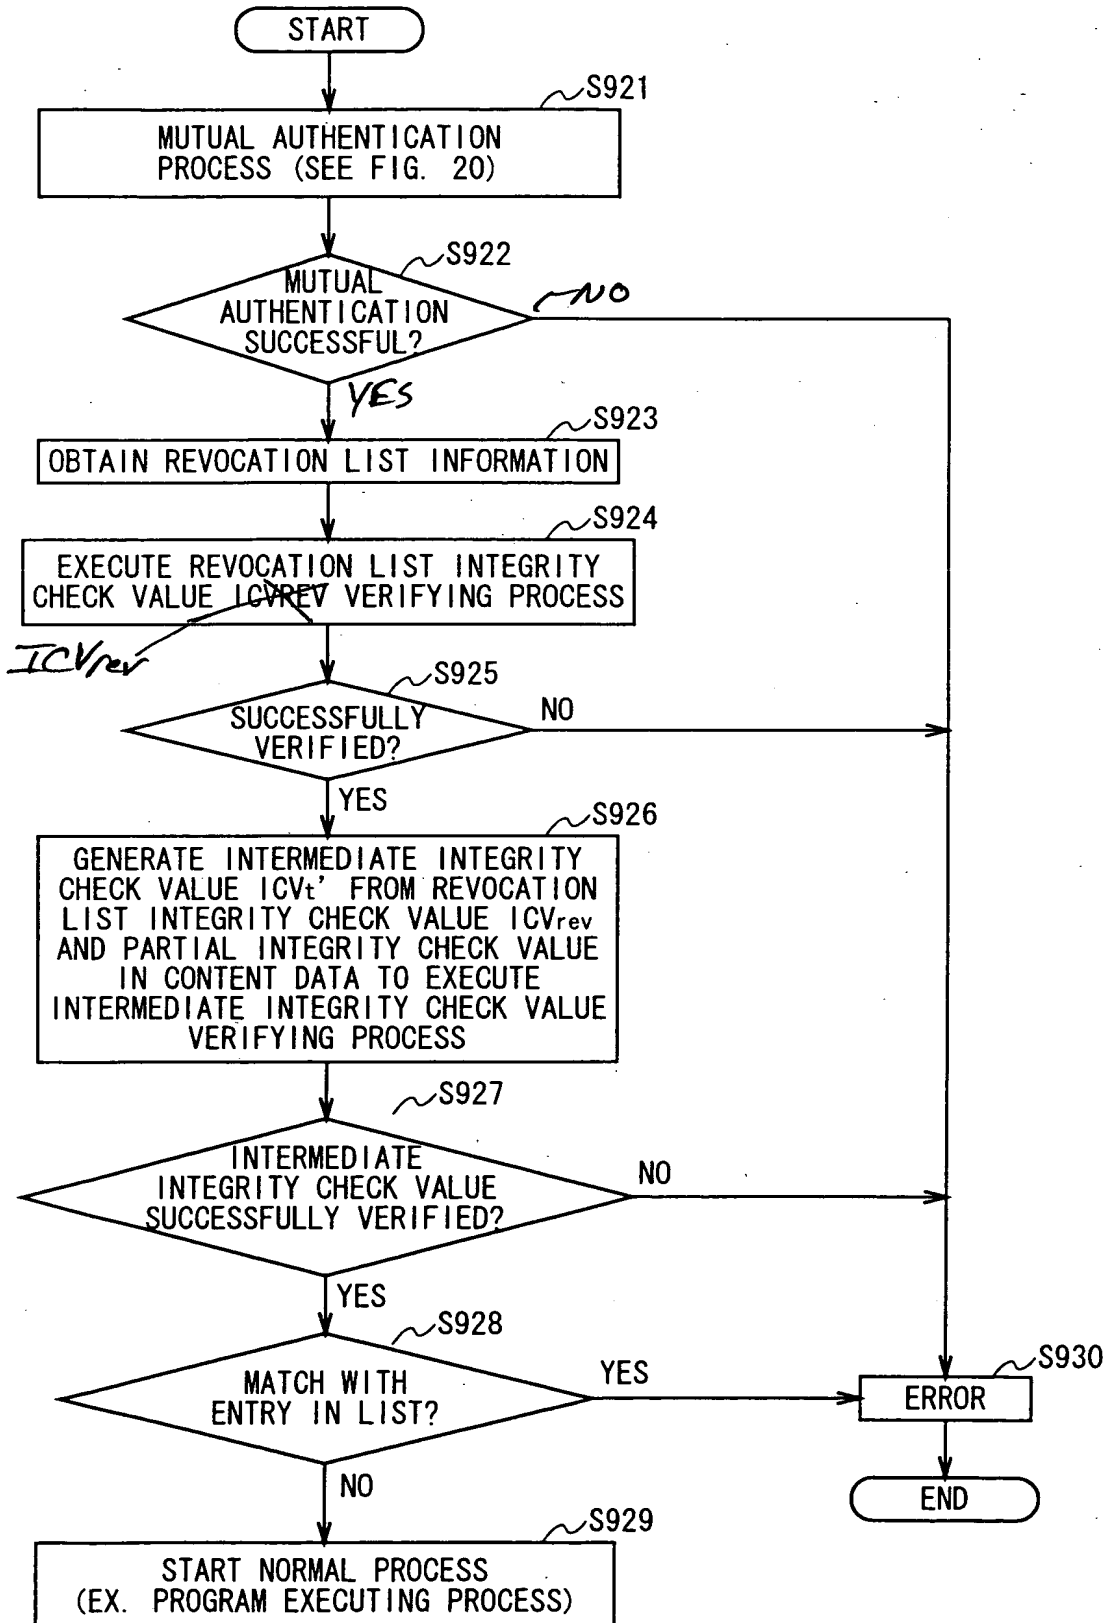 START
S921
MUTUAL AUTHENTICATION
PROCESS (SEE FIG. 20)
S922
MUTUAL
AUTHENTICATION
SUCCESSFUL?
NO
YES
S923
OBTAIN REVOCATION LIST INFORMATION
S924
EXECUTE REVOCATION LIST INTEGRITY
CHECK VALUE ICVREV VERIFYING PROCESS
ICVrev
S925
SUCCESSFULLY
VERIFIED?
NO
YES
S926
GENERATE INTERMEDIATE INTEGRITY
CHECK VALUE ICVt' FROM REVOCATION
LIST INTEGRITY CHECK VALUE ICVrev
AND PARTIAL INTEGRITY CHECK VALUE
IN CONTENT DATA TO EXECUTE
INTERMEDIATE INTEGRITY CHECK VALUE
VERIFYING PROCESS
S927
INTERMEDIATE
INTEGRITY CHECK VALUE
SUCCESSFULLY VERIFIED?
NO
YES
S928
MATCH WITH
ENTRY IN LIST?
YES
S930
ERROR
NO
END
S929
START NORMAL PROCESS
(EX. PROGRAM EXECUTING PROCESS)